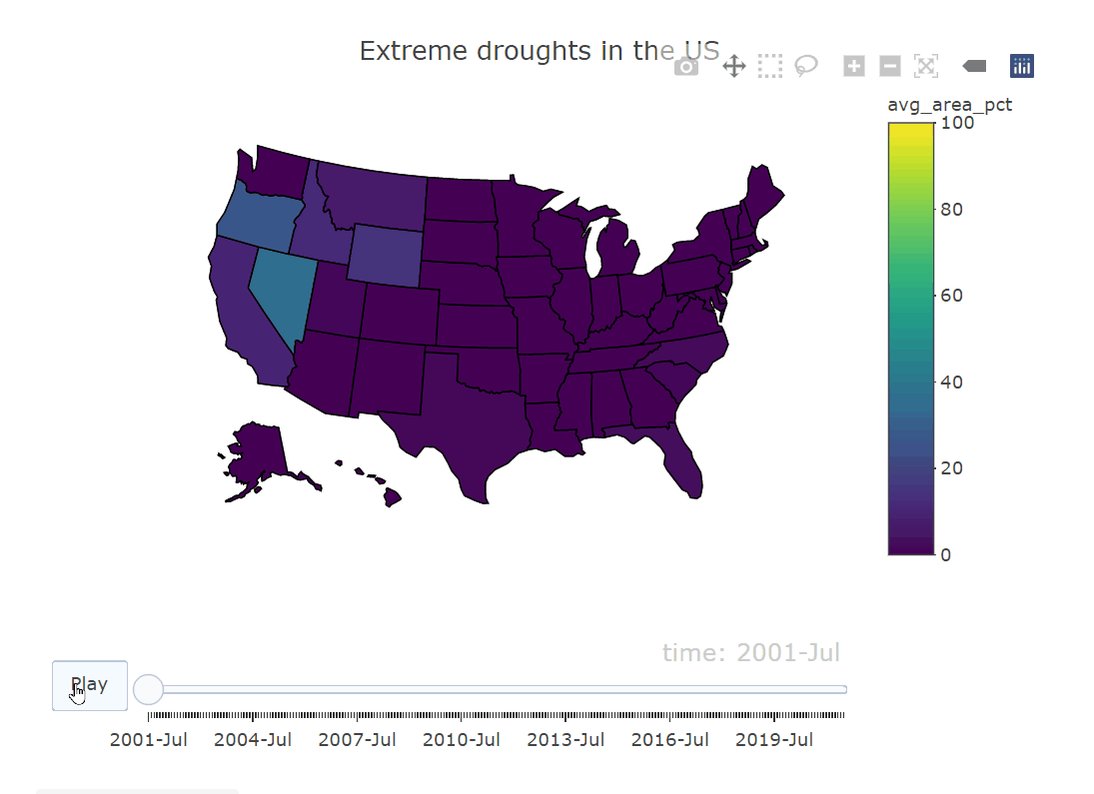 Extreme droughts in the US
avg_area_pct
100
80
60
40
20
0
time: 2001-Jul
Play
2001-Jul 2004-Jul 2007-Jul 2010-Jul 2013-Jul 2016-Jul 2019-Jul